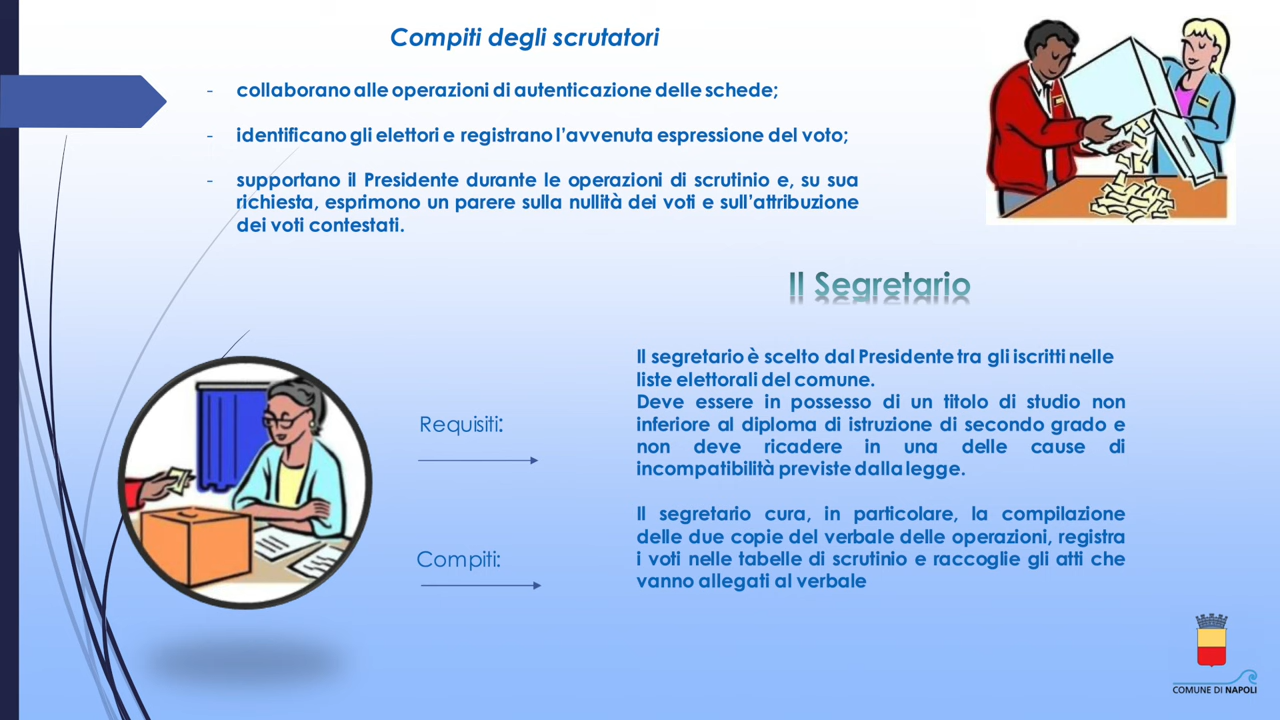 Compiti degli scrutatori
- collaborano alle operazioni di autenticazione delle schede;
- identificano gli elettori e registrano l’avvenuta espressione del voto;
- supportano il Presidente durante le operazioni di scrutinio e, su sua
richiesta, esprimono un parere sulla nullità dei voti e sull’attribuzione
dei voti contestati.
Il Segretario
Requisiti:
Il segretario è scelto dal Presidente tra gli iscritti nelle
liste elettorali del comune.
Deve essere in possesso di un titolo di studio non
inferiore al diploma di istruzione di secondo grado e
non deve ricadere in una delle cause di
incompatibilità previste dalla legge.
Compiti:
Il segretario cura, in particolare, la compilazione
delle due copie del verbale delle operazioni, registra
i voti nelle tabelle di scrutinio e raccoglie gli atti che
vanno allegati al verbale
COMUNE DI NAPOLI